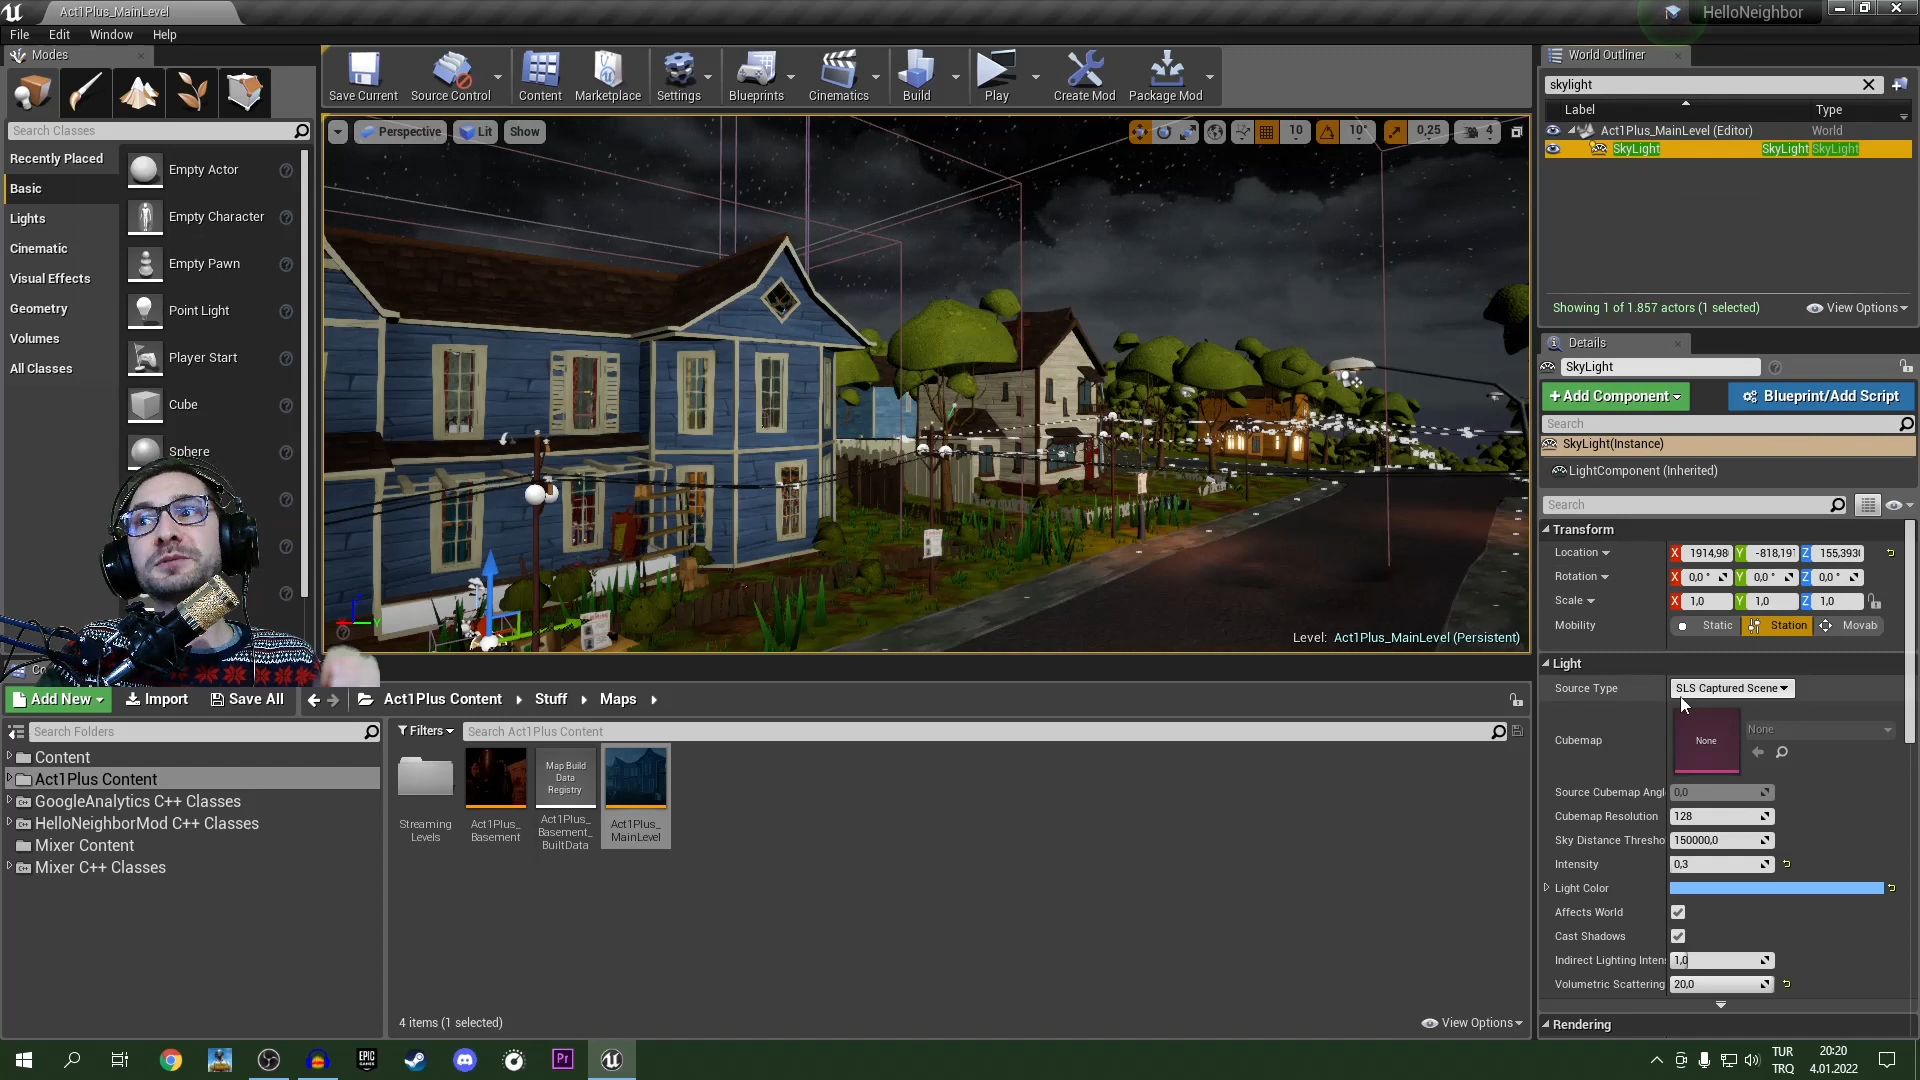 Act1Plus_MainLevel
HelloNeighbor
File Edit Window Help
Modes
Search Classes
Recently Placed
Basic
Lights
Cinematic
Visual Effects
Geometry
Volumes
All Classes
Empty Actor
Empty Character
Empty Pawn
Point Light
Player Start
Cube
Sphere
Save Current
Source Control
Content
Marketplace
Settings
Blueprints
Cinematics
Build
Play
Create Mod
Package Mod
Perspective
Lit
Show
10
10°
0,25
4
Level: Act1Plus_MainLevel (Persistent)
World Outliner
skylight
Label Type
Act1Plus_MainLevel (Editor) World
SkyLight SkyLight SkyLight
Showing 1 of 1.857 actors (1 selected)
View Options
Details
SkyLight
+Add Component
Blueprint/Add Script
Search
SkyLight(Instance)
LightComponent (Inherited)
Search
Transform
Location X 1914,98 Y -818,191 Z 155,3930
Rotation X 0,0 ° Y 0,0 ° Z 0,0 °
Scale X 1,0 Y 1,0 Z 1,0
Mobility Static Station Movab
Light
Source Type SLS Captured Scene
Cubemap None None
Source Cubemap Angl 0,0
Cubemap Resolution 128
Sky Distance Thresho 150000,0
Intensity 0,3
Light Color
Affects World
Cast Shadows
Indirect Lighting Inten 1,0
Volumetric Scattering 20,0
Rendering
Co
Add New
Import
Save All
Act1Plus Content
Stuff
Maps
Search Folders
Filters
Search Act1Plus Content
Content
Act1Plus Content
GoogleAnalytics C++ Classes
HelloNeighborMod C++ Classes
Mixer Content
Mixer C++ Classes
Streaming
Levels
Act1Plus_
Basement
Map Build
Data
Registry
Act1Plus_
Basement_
BuiltData
Act1Plus_
MainLevel
4 items (1 selected)
View Options
EPIC
GAMES
Pr
TUR
TRQ
20:20
4.01.2022